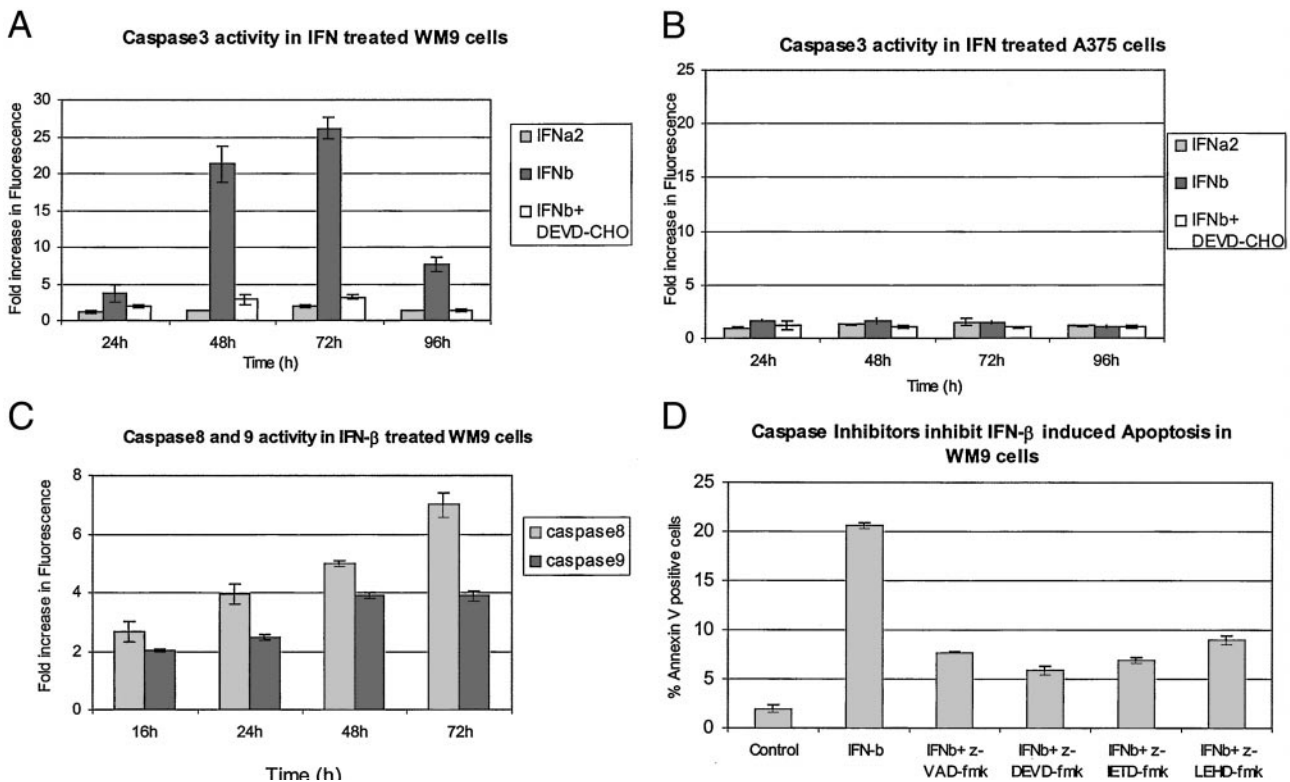 A
Caspase3 activity in IFN treated WM9 cells
Fold increase in Fluorescence
30
25
20
15
10
5
0
24h 48h 72h 96h
Time (h)
IFNa2
IFNb
IFNb+
DEVD-CHO
B
Caspase3 activity in IFN treated A375 cells
Fold increase in Fluorescence
25
20
15
10
5
0
24h 48h 72h 96h
Time (h)
IFNa2
IFNb
IFNb+
DEVD-CHO
C
Caspase8 and 9 activity in IFN-β treated WM9 cells
Fold increase in Fluorescence
8
6
4
2
0
16h 24h 48h 72h
Time (h)
caspase8
caspase9
D
Caspase Inhibitors inhibit IFN-β induced Apoptosis in
WM9 cells
% Annexin V positive cells
25
20
15
10
5
0
Control IFN-b IFNb+ z- IFNb+ z- IFNb+ z- IFNb+ z-
VAD-fmk DEVD-fmk IETD-fmk LEHD-fmk